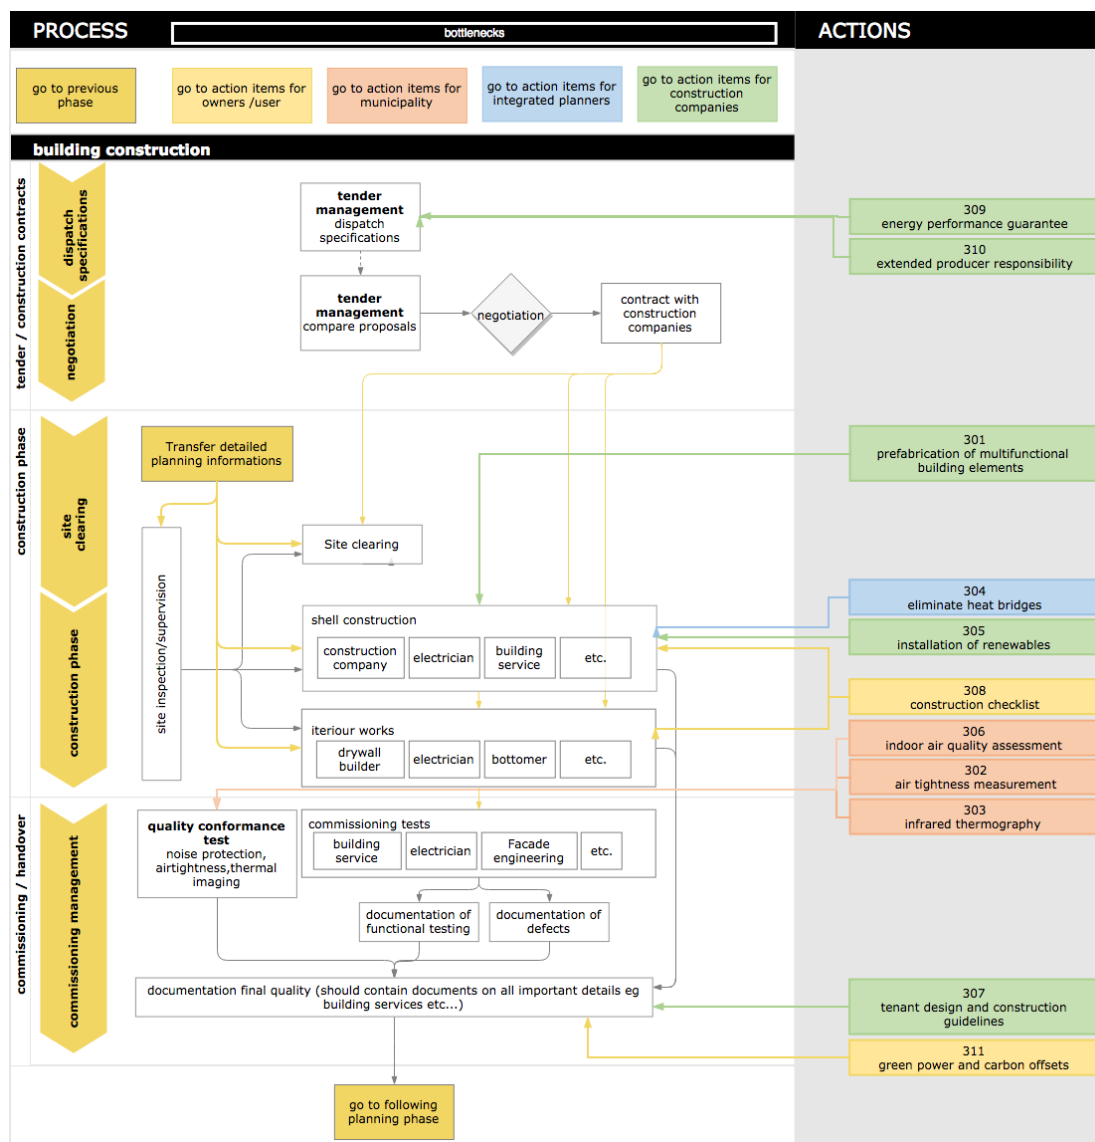 PROCESS
bottlenecks
ACTIONS
go to previous
phase
go to action items for
owners /user
go to action items for
municipality
go to action items for
integrated planners
go to action items for
construction
companies
building construction
tender / construction contracts
dispatch
specifications
negotiation
tender
management
dispatch
specifications
tender
management
compare proposals
negotiation
contract with
construction
companies
309
energy performance guarantee
310
extended producer responsibility
construction phase
site
clearing
construction phase
Transfer detailed
planning informations
site inspection/supervision
Site clearing
shell construction
construction
company
electrician
building
service
etc.
iteriour works
drywall
builder
electrician
bottomer
etc.
301
prefabrication of multifunctional
building elements
304
eliminate heat bridges
305
installation of renewables
308
construction checklist
306
indoor air quality assessment
302
air tightness measurement
303
infrared thermography
commissioning / handover
commissioning management
quality conformance
test
noise protection,
airtightness,thermal
imaging
commissioning tests
building
service
electrician
Facade
engineering
etc.
documentation of
functional testing
documentation of
defects
documentation final quality (should contain documents on all important details eg
building services etc...)
307
tenant design and construction
guidelines
311
green power and carbon offsets
go to following
planning phase